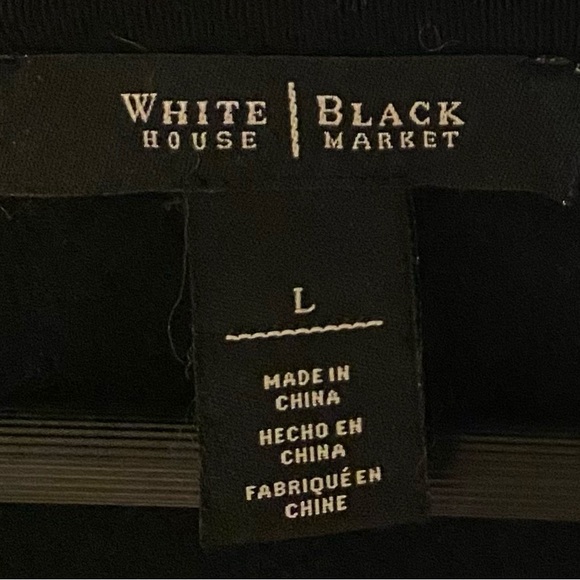 WHITE | BLACK
HOUSE MARKET
L
MADE IN
CHINA
HECHO EN
CHINA
FABRIQUÉ EN
CHINE